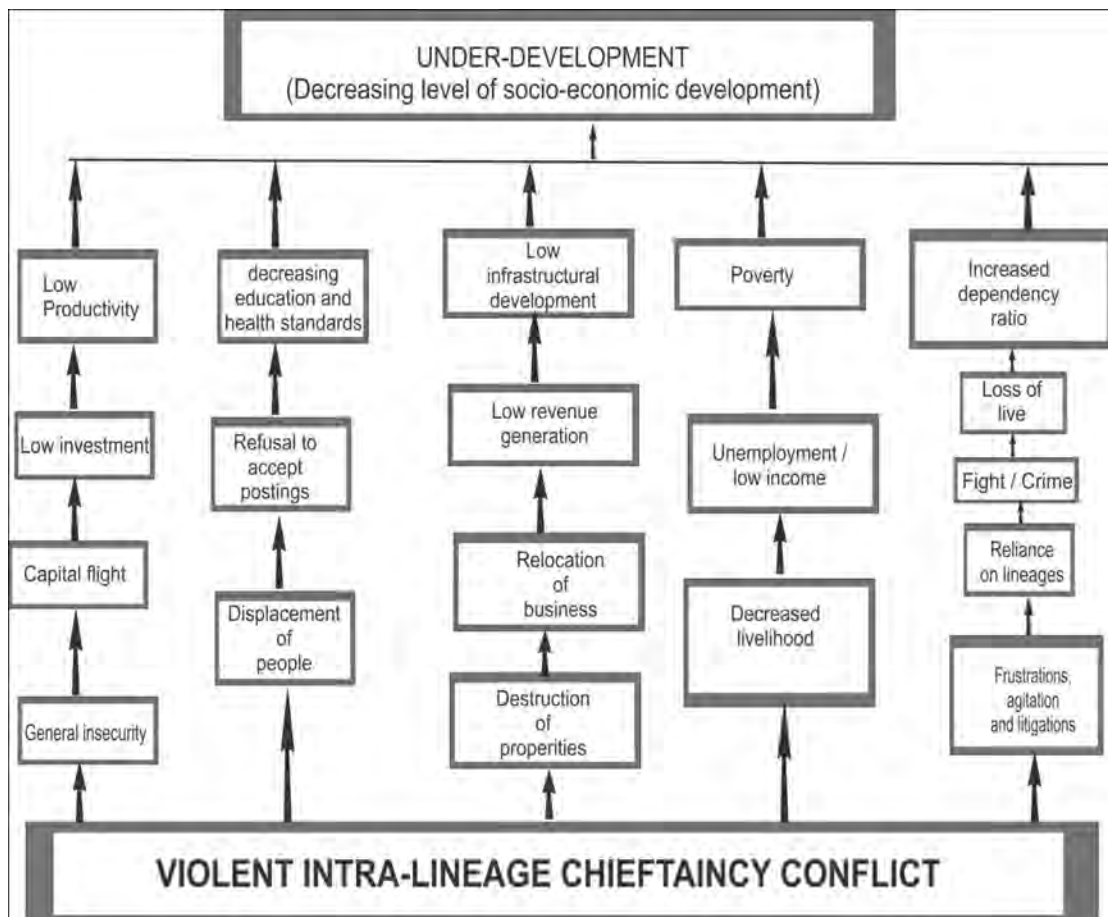 UNDER-DEVELOPMENT
(Decreasing level of socio-economic development)
Low
Productivity
decreasing
education and
health standards
Low
infrastructural
development
Poverty
Increased
dependency
ratio
Low investment
Refusal to
accept
postings
Low revenue
generation
Unemployment /
low income
Loss of
live
Fight / Crime
Reliance
on lineages
Capital flight
Displacement
of
people
Relocation
of
business
Decreased
livelihood
General insecurity
Destruction
of
properities
Frustrations,
agitation
and litigations
VIOLENT INTRA-LINEAGE CHIEFTAINCY CONFLICT